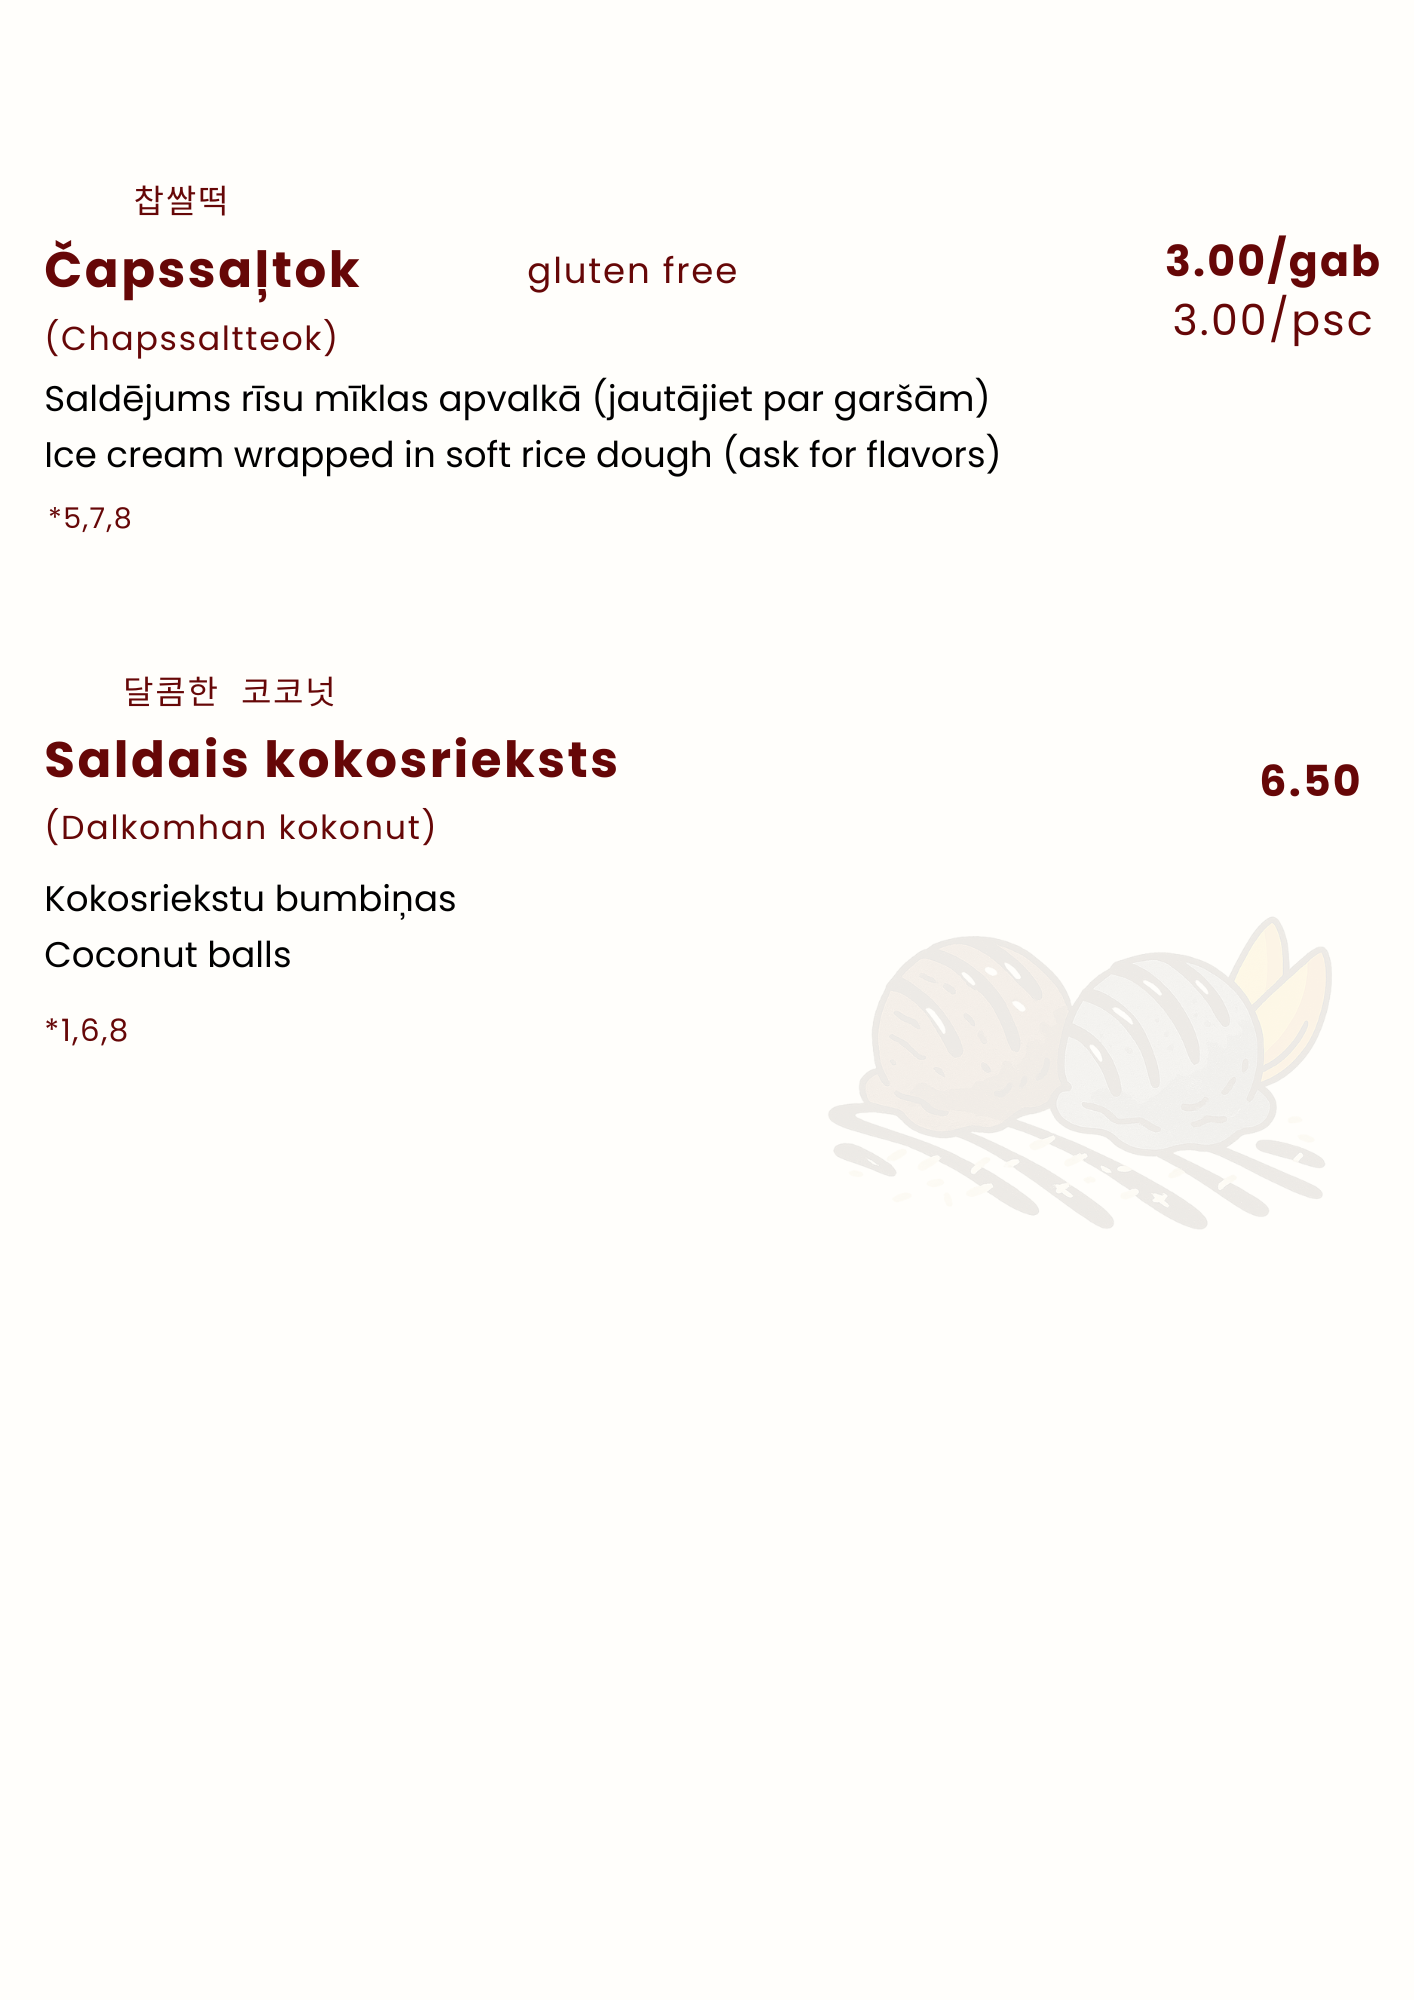 찹쌀떡
Čapssaļtok gluten free 3.00/gab
3.00/psc
(Chapssaltteok)
Saldējums rīsu mīklas apvalkā (jautājiet par garšām)
Ice cream wrapped in soft rice dough (ask for flavors)
*5,7,8
달콤한 코코넛
Saldais kokosrieksts 6.50
(Dalkomhan kokonut)
Kokosriekstu bumbiņas
Coconut balls
*1,6,8